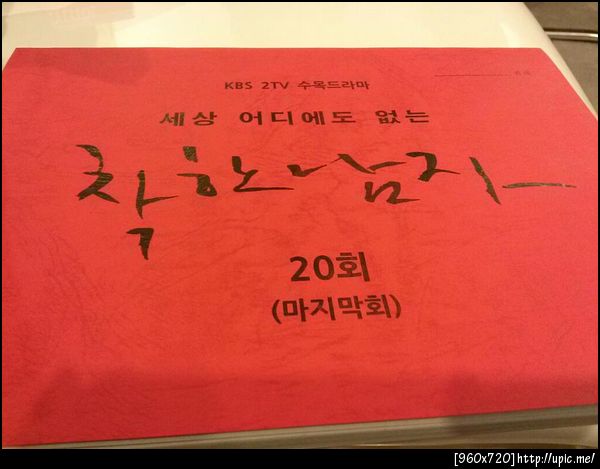 KBS 2TV 수목드라마
세상 어디에도 없는
착한남자
20회
(마지막회)
[960x720]http://upic.me/